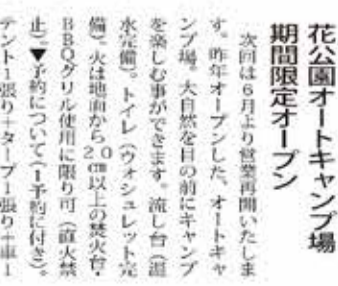 花公園オートキャンプ場
期間限定オープン
次回は6月より営業再開いたしま
す。昨年オープンした、オートキャ
ンプ場。大自然を目の前にキャンプ
を楽しむ事ができます。流し台（温
水完備）。トイレ（ウォシュレット完
備）。火は地面から20㎝以上の焚火台・
BBQグリル使用に限り可（直火禁
止）。▼予約について（1予約に付き）。
テント1張り+タープ1張り+車1